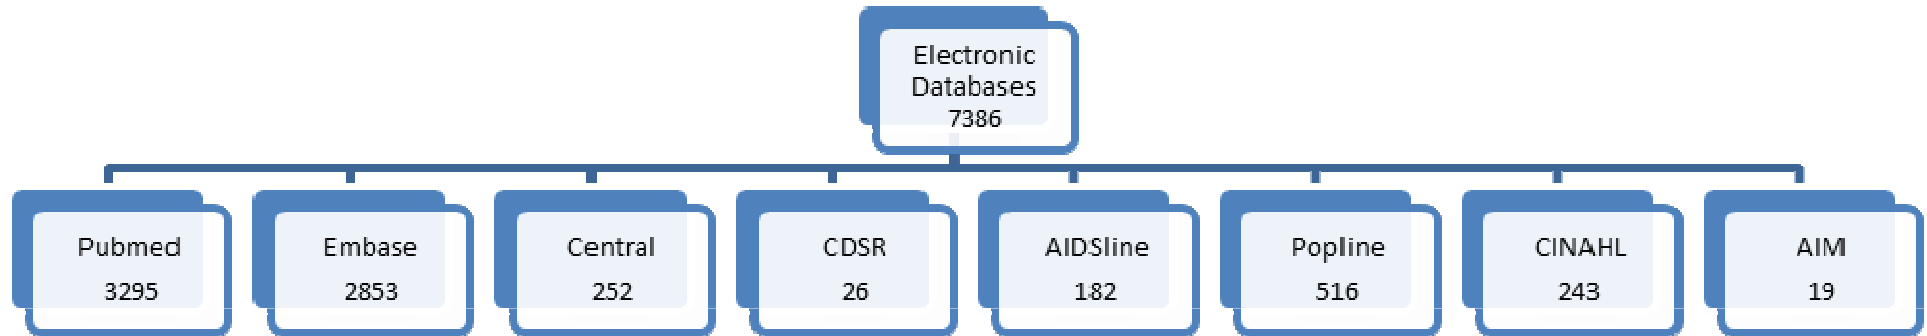 Electronic
Databases
7386
Pubmed
3295
Embase
2853
Central
252
CDSR
26
AIDSline
182
Popline
516
CINAHL
243
AIM
19